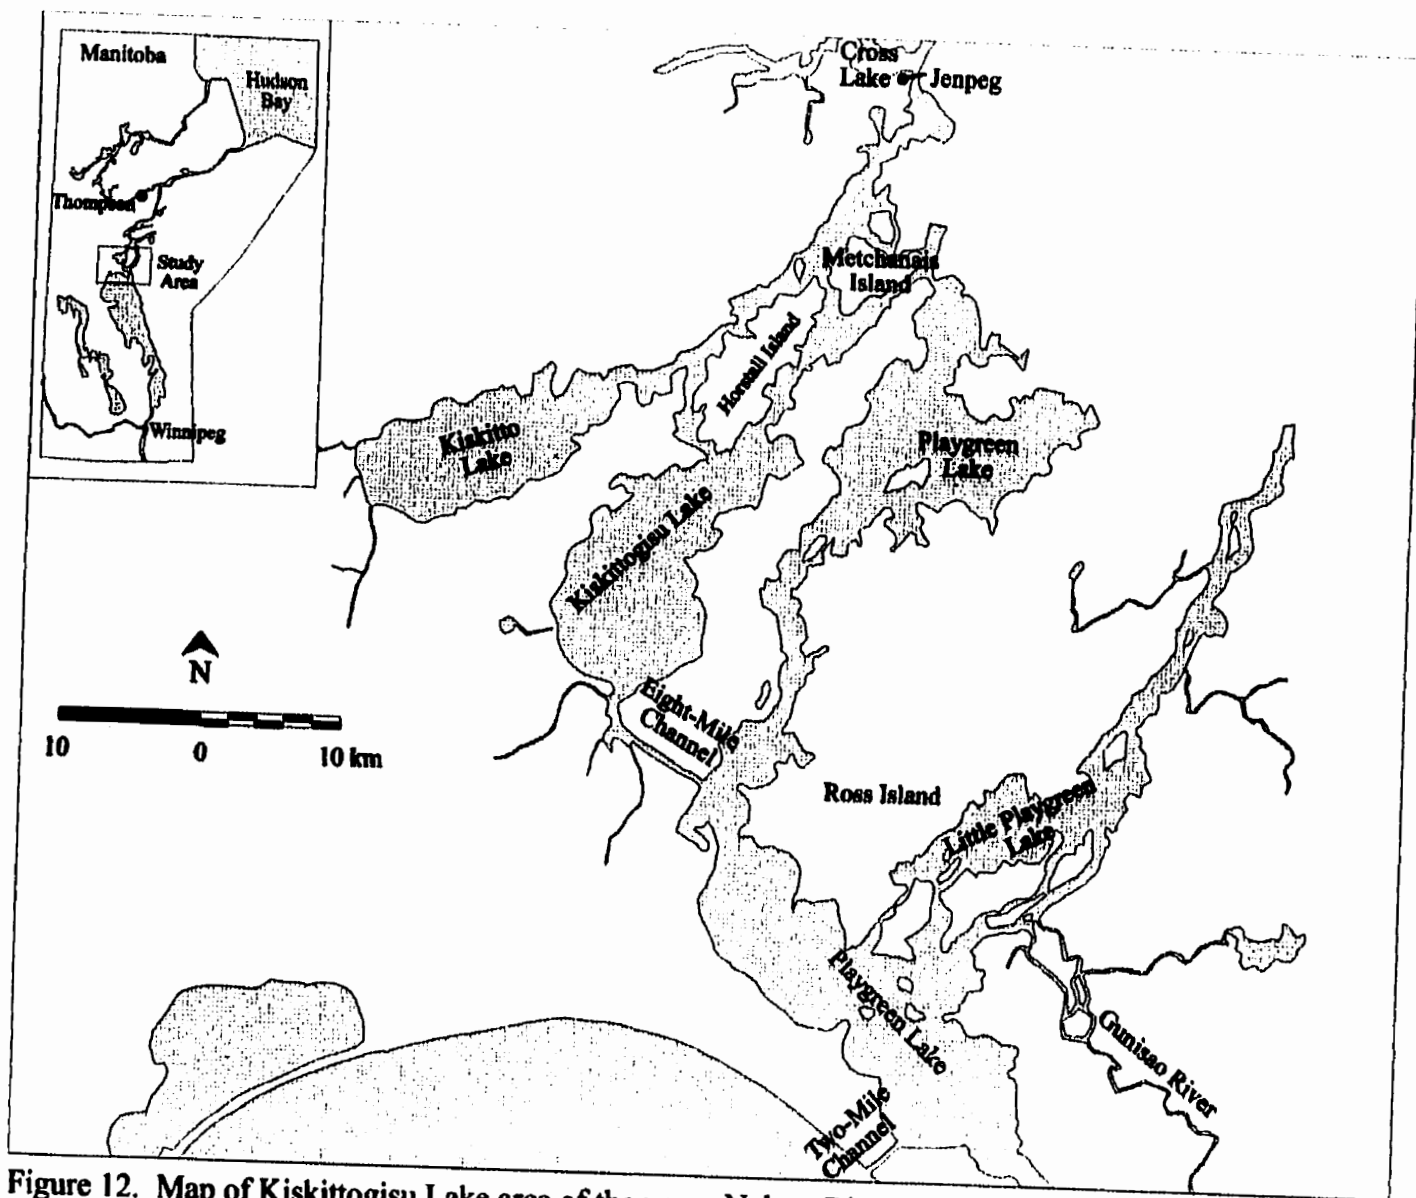 Manitoba
Hudson
Bay
Thompson
Study
Area
Winnipeg
Cross
Lake
Jenpeg
Metchanais
Island
Horstall Island
Kiskitto
Lake
Playgreen
Lake
Kiskittogisu Lake
N
10 0 10 km
Eight-Mile
Channel
Ross Island
Little Playgreen
Lake
Playgreen Lake
Gunisao River
Two-Mile
Channel
Figure 12. Map of Kiskittogisu Lake area of the